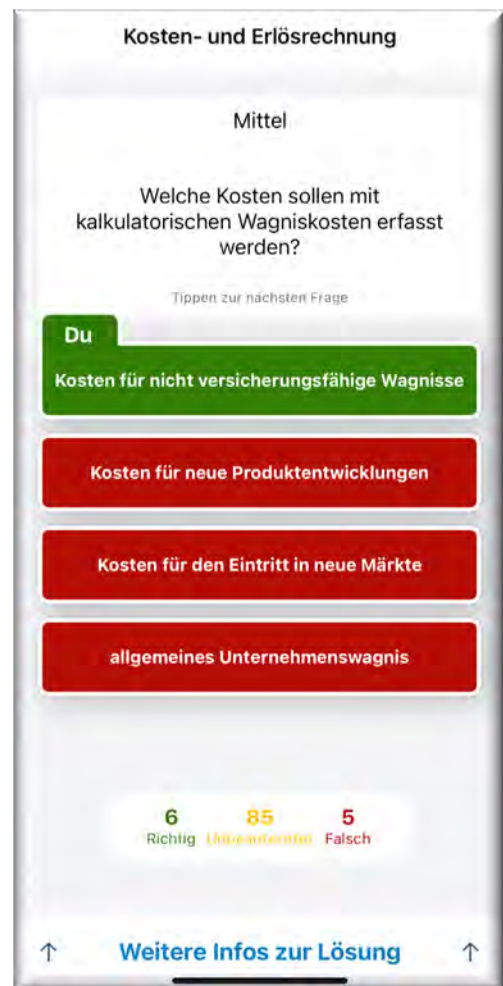 Kosten- und Erlösrechnung
Mittel
Welche Kosten sollen mit
kalkulatorischen Wagniskosten erfasst
werden?
Tippen zur nächsten Frage
Du
Kosten für nicht versicherungsfähige Wagnisse
Kosten für neue Produktentwicklungen
Kosten für den Eintritt in neue Märkte
allgemeines Unternehmenswagnis
6 85 5
Richtig Unbeantwortet Falsch
↑ Weitere Infos zur Lösung ↑